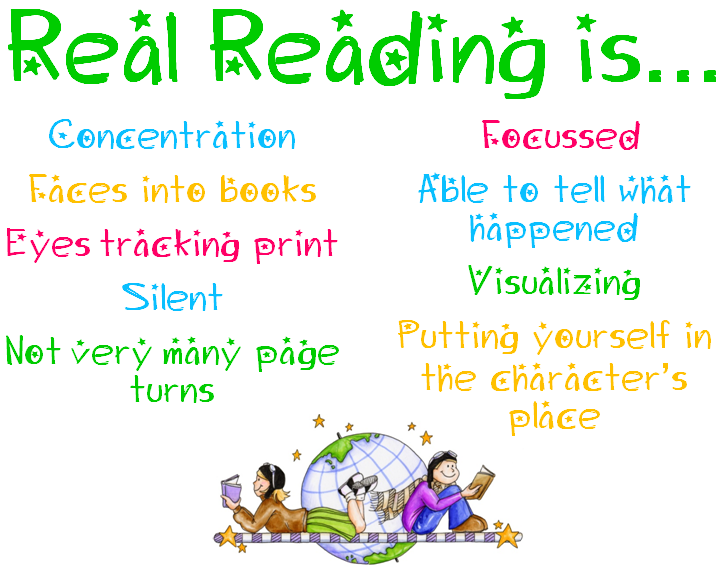 Real Reading is...
Concentration
Faces into books
Eyes tracking print
Silent
Not very many page
turns
Focussed
Able to tell what
happened
Visualizing
Putting yourself in
the character's
place